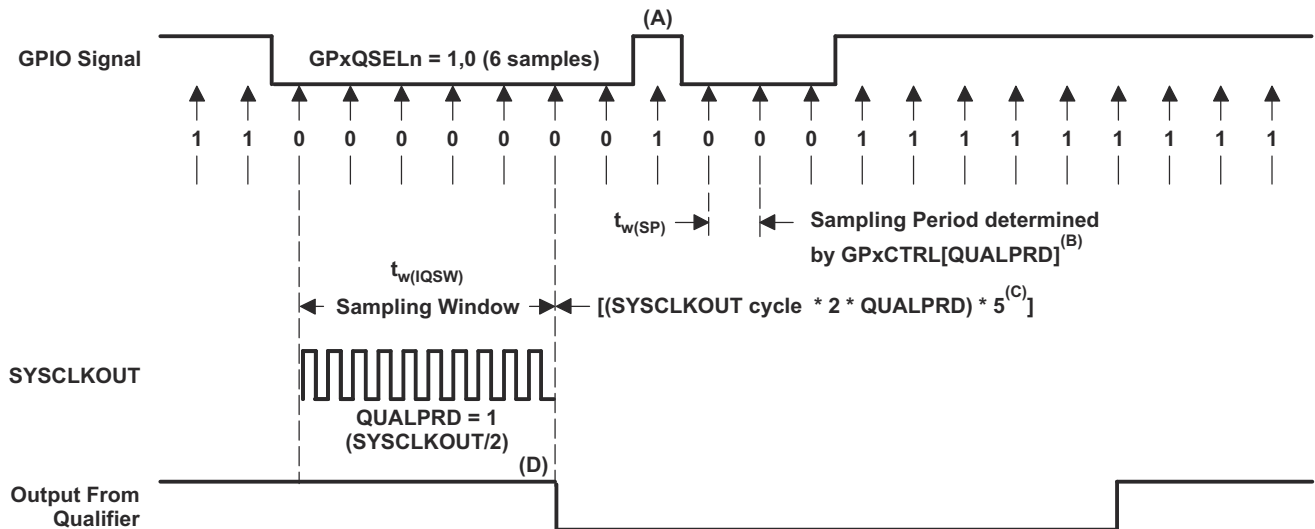 (A)
GPIO Signal
GPxQSELn = 1,0 (6 samples)
1 1 0 0 0 0 0 0 0 1 0 0 0 1 1 1 1 1 1 1 1 1
tw(SP)
Sampling Period determined
by GPxCTRL[QUALPRD](B)
tw(IQSW)
Sampling Window
[(SYSCLKOUT cycle * 2 * QUALPRD) * 5(C)]
SYSCLKOUT
QUALPRD = 1
(SYSCLKOUT/2)
(D)
Output From
Qualifier